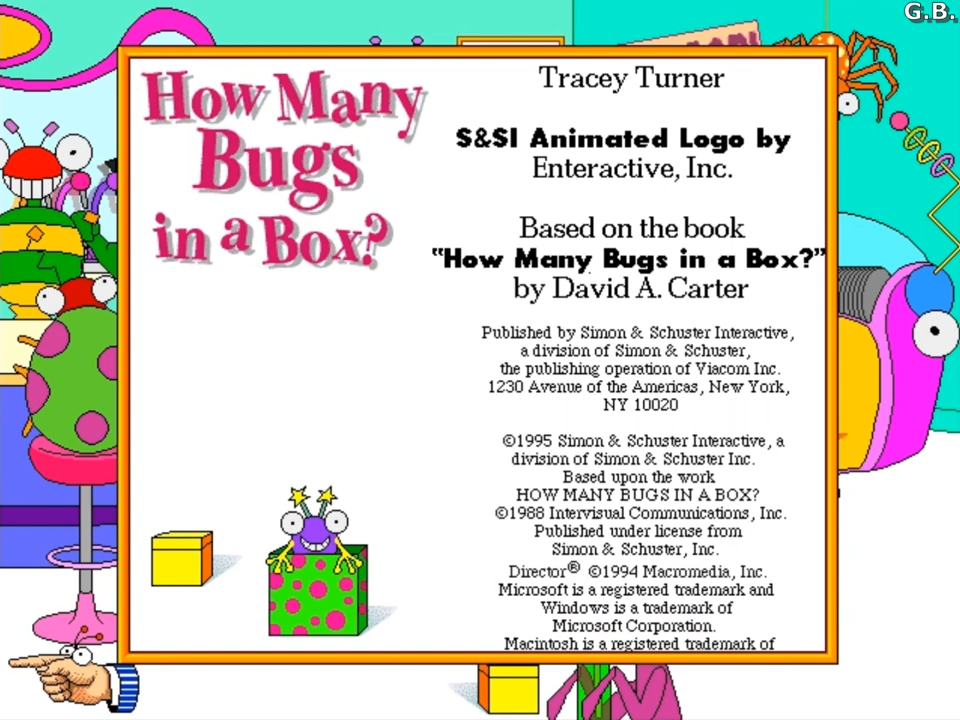 G.B.
How Many
Bugs
in a Box?
Tracey Turner
S&SI Animated Logo by
Enteractive, Inc.
Based on the book
"How Many Bugs in a Box?"
by David A. Carter
Published by Simon & Schuster Interactive,
a division of Simon & Schuster,
the publishing operation of Viacom Inc.
1230 Avenue of the Americas, New York,
NY 10020
©1995 Simon & Schuster Interactive, a
division of Simon & Schuster Inc.
Based upon the work
HOW MANY BUGS IN A BOX?
©1988 Intervisual Communications, Inc.
Published under license from
Simon & Schuster, Inc.
Director® ©1994 Macromedia, Inc.
Microsoft is a registered trademark and
Windows is a trademark of
Microsoft Corporation.
Macintosh is a registered trademark of